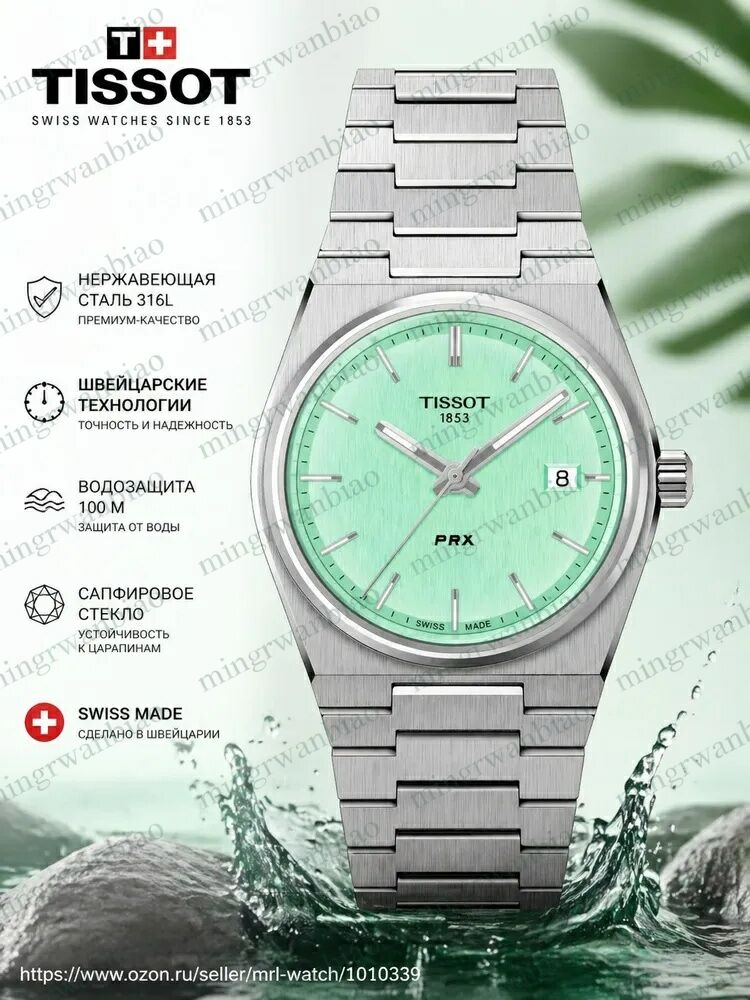 T+
TISSOT
SWISS WATCHES SINCE 1853
НЕРЖАВЕЮЩАЯ
СТАЛЬ 316L
ПРЕМИУМ-КАЧЕСТВО
ШВЕЙЦАРСКИЕ
ТЕХНОЛОГИИ
ТОЧНОСТЬ И НАДЕЖНОСТЬ
ВОДОЗАЩИТА
100 М
ЗАЩИТА ОТ ВОДЫ
САПФИРОВОЕ
СТЕКЛО
УСТОЙЧИВОСТЬ
К ЦАРАПИНАМ
SWISS MADE
СДЕЛАНО В ШВЕЙЦАРИИ
TISSOT
1853
8
PRX
SWISS MADE
mingrwanbiao
https://www.ozon.ru/seller/mrl-watch/1010339